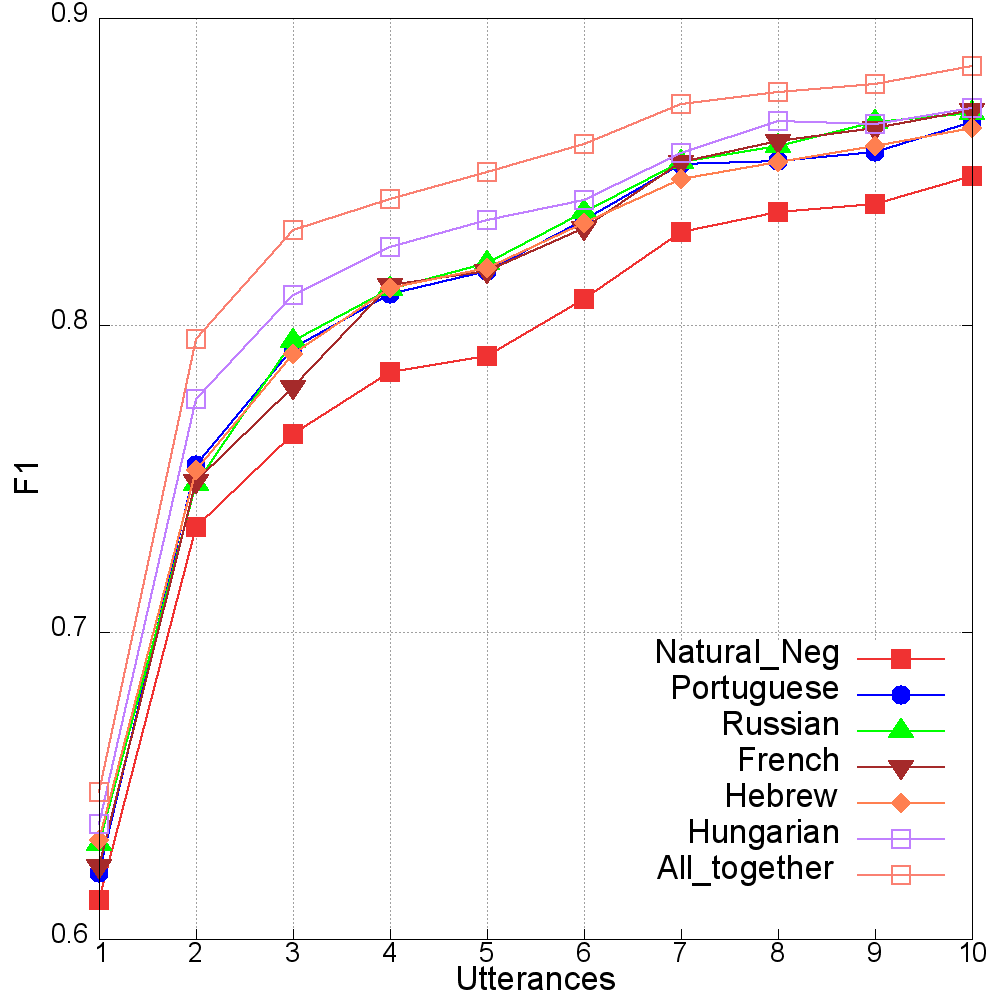 0.9
0.8
0.7
0.6
F1
1 2 3 4 5 6 7 8 9 10
Utterances
Natural_Neg
Portuguese
Russian
French
Hebrew
Hungarian
All_together